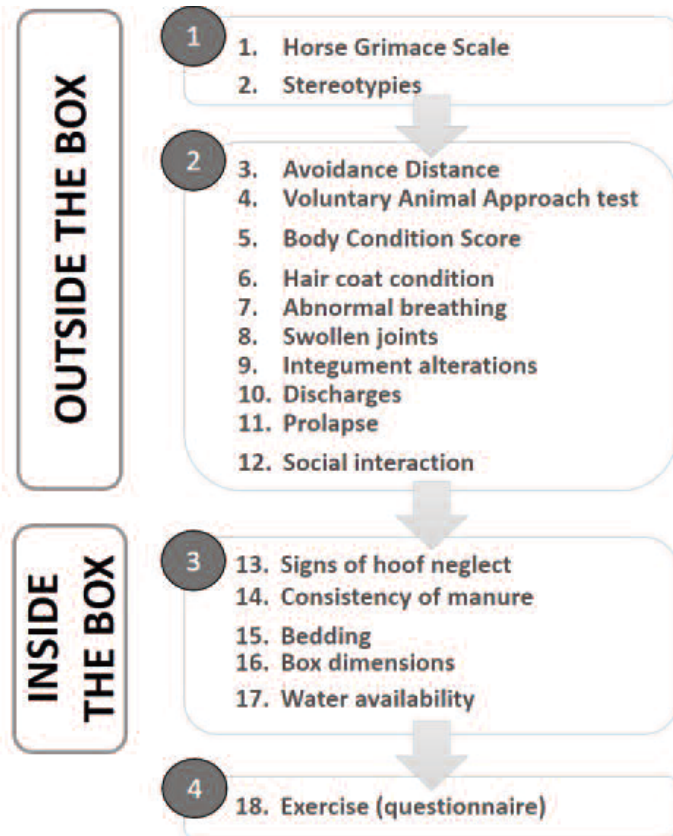 OUTSIDE THE BOX
1
1. Horse Grimace Scale
2. Stereotypies
2
3. Avoidance Distance
4. Voluntary Animal Approach test
5. Body Condition Score
6. Hair coat condition
7. Abnormal breathing
8. Swollen joints
9. Integument alterations
10. Discharges
11. Prolapse
12. Social interaction
INSIDE
THE BOX
3
13. Signs of hoof neglect
14. Consistency of manure
15. Bedding
16. Box dimensions
17. Water availability
4
18. Exercise (questionnaire)